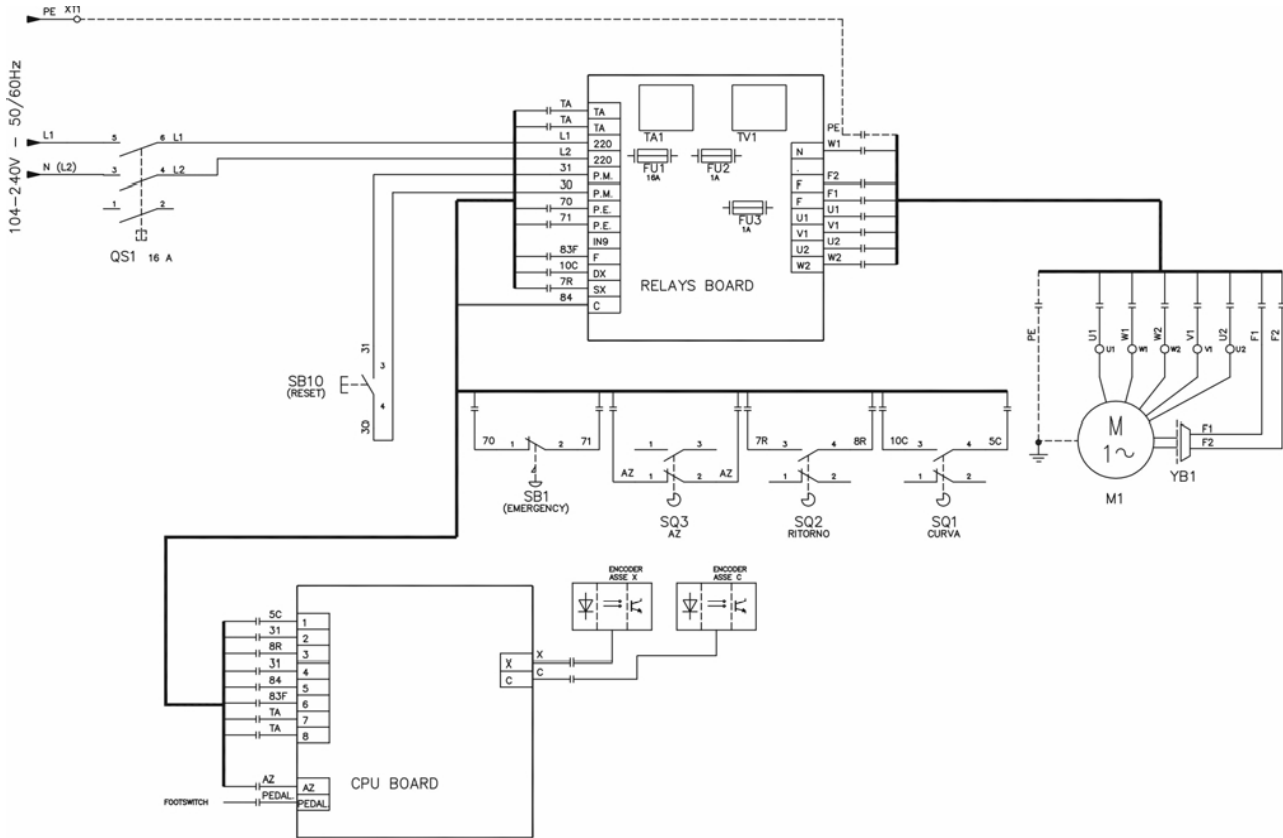 PE XT1
104-240V - 50/60Hz
L1 5 6 L1
N (L2) 3 4 L2
1 2
QS1 16 A
TA TA
TA TA
L1 220
L2 220
31 P.M.
30 P.M.
70 P.E.
71 P.E.
IN9
83F F
10C DX
7R SX
84 C
TA1 TV1
FU1 FU2
16A 1A
FU3
1A
RELAYS BOARD
PE
N W1
.
F F2
F F1
U1 U1
V1 V1
U2 U2
W2 W2
31
3
SB10
(RESET)
4
30
70 1 2 71
SB1
(EMERGENCY)
1 3
AZ 1 2 AZ
SQ3
AZ
7R 3 4 8R
1 2
SQ2
RITORNO
10C 3 4 5C
1 2
SQ1
CURVA
PE U1 W1 W2 V1 U2 F1 F2
U1 W1 W2 V1 U2
M
1~
F1
F2
YB1
M1
ENCODER
ASSE X
ENCODER
ASSE C
5C 1
31 2
8R 3
31 4
84 5
83F 6
TA 7
TA 8
X X
C C
CPU BOARD
AZ AZ
FOOTSWITCH PEDAL. PEDAL.